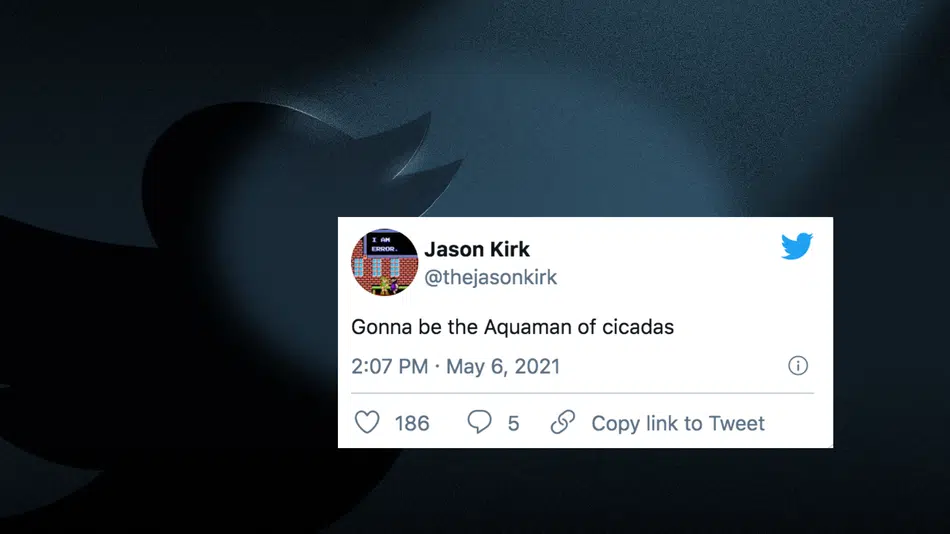 I AM
ERROR.
Jason Kirk
@thejasonkirk
Gonna be the Aquaman of cicadas
2:07 PM · May 6, 2021
186 5 Copy link to Tweet